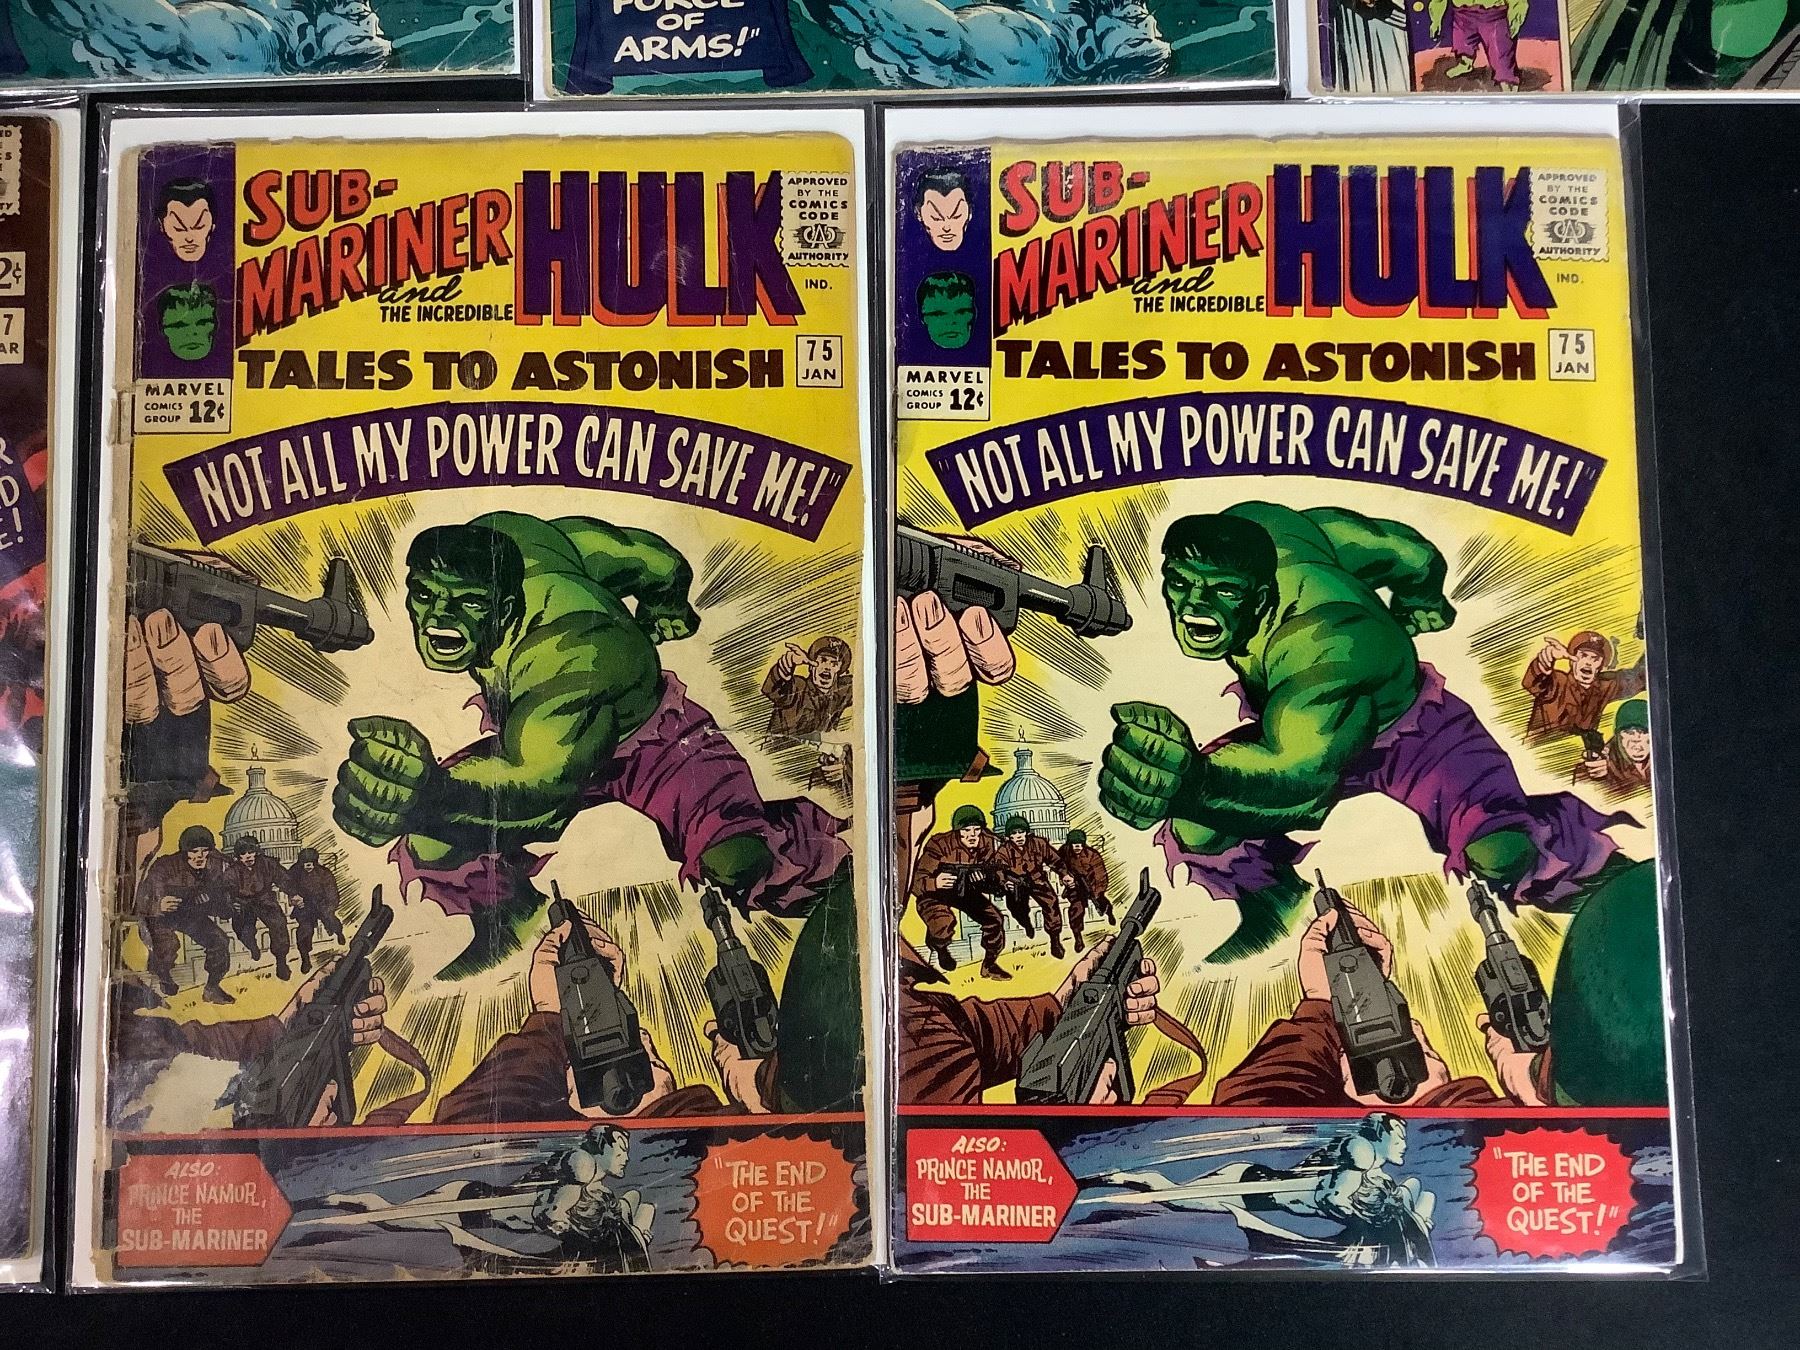 FORCE
OF
ARMS!"
SUB-
MARINER
and
THE INCREDIBLE
HULK
APPROVED
BY THE
COMICS
CODE
CA
AUTHORITY
IND.
TALES TO ASTONISH
75
JAN
MARVEL
COMICS
GROUP 12¢
"NOT ALL MY POWER CAN SAVE ME!"
ALSO:
PRINCE NAMOR,
THE
SUB-MARINER
"THE END
OF THE
QUEST!"
SUB-
MARINER
and
THE INCREDIBLE
HULK
APPROVED
BY THE
COMICS
CODE
CA
AUTHORITY
IND.
TALES TO ASTONISH
75
JAN
MARVEL
COMICS
GROUP 12¢
"NOT ALL MY POWER CAN SAVE ME!"
ALSO:
PRINCE NAMOR,
THE
SUB-MARINER
"THE END
OF THE
QUEST!"